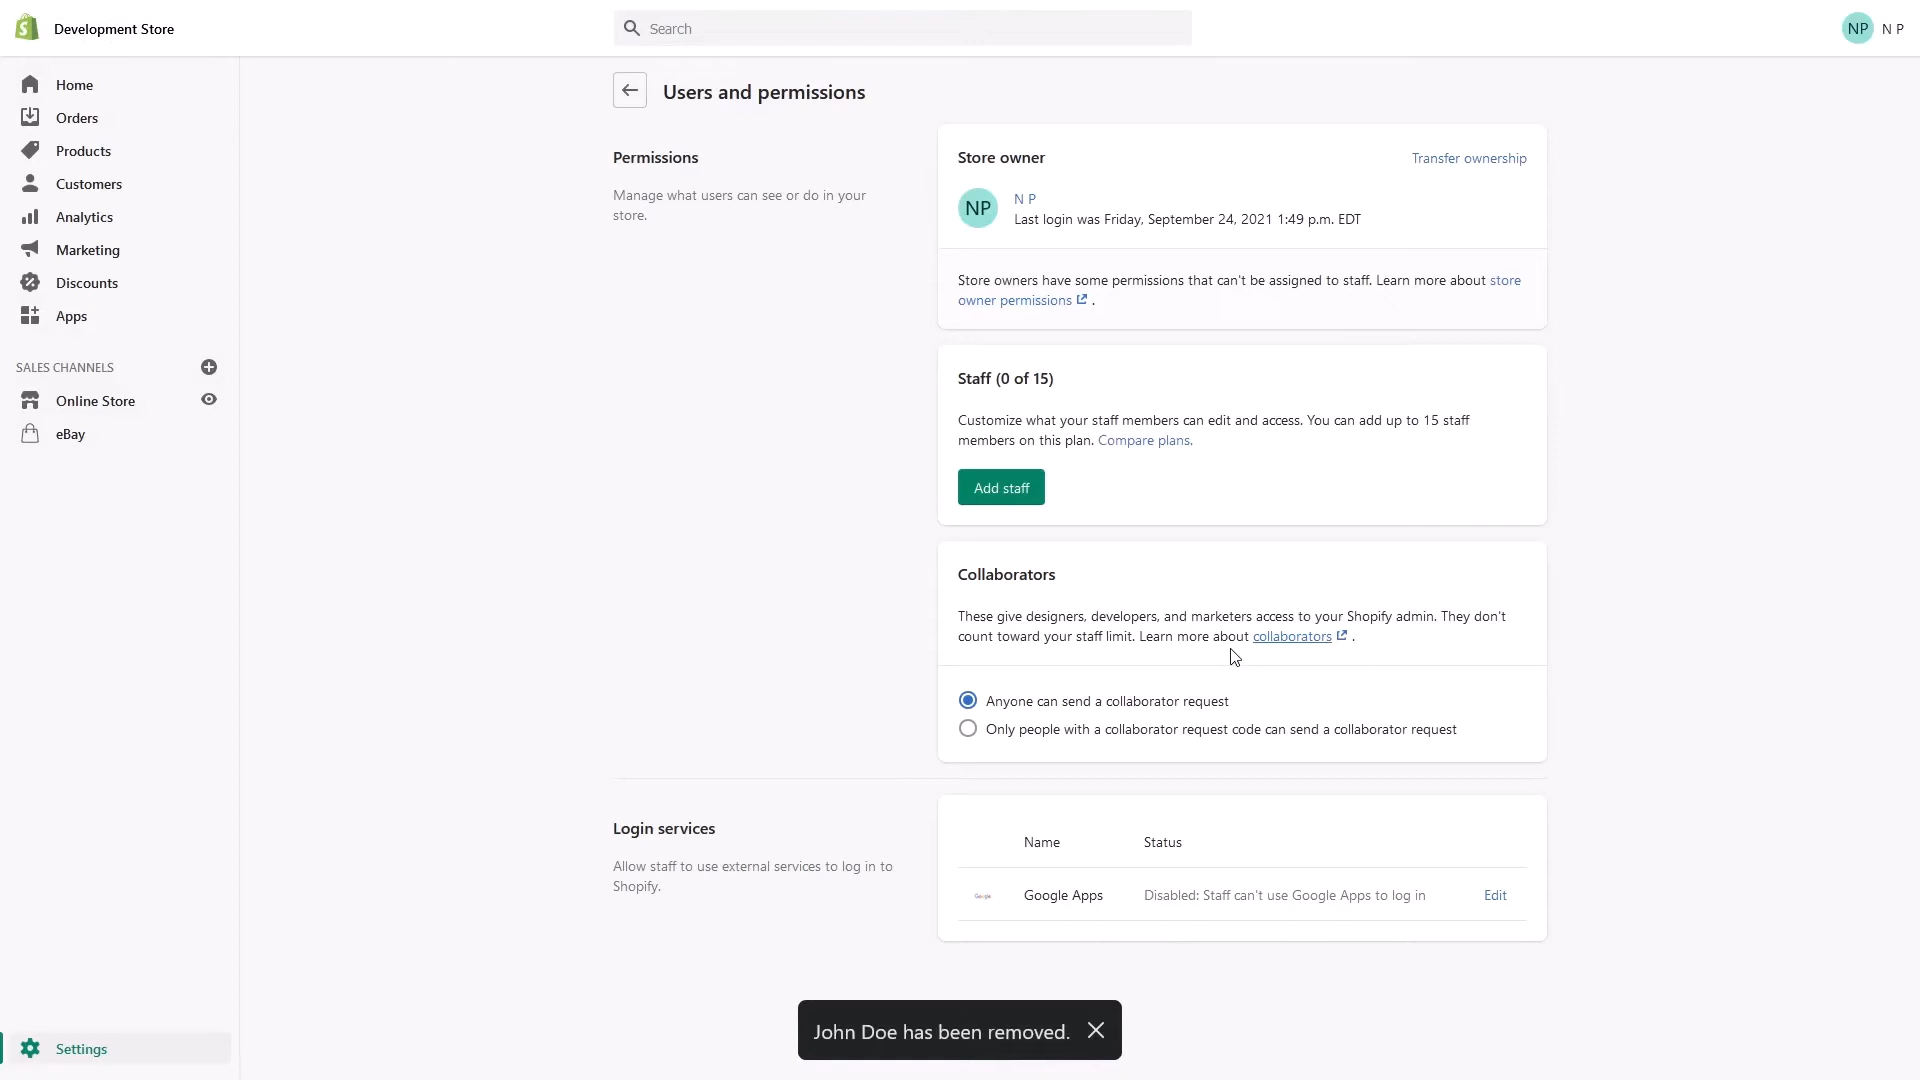 Development Store
Search
NP
N P
Home
Orders
Products
Customers
Analytics
Marketing
Discounts
Apps
SALES CHANNELS
Online Store
eBay
Settings
Users and permissions
Permissions
Manage what users can see or do in your
store.
Store owner
Transfer ownership
NP
N P
Last login was Friday, September 24, 2021 1:49 p.m. EDT
Store owners have some permissions that can't be assigned to staff. Learn more about store
owner permissions .
Staff (0 of 15)
Customize what your staff members can edit and access. You can add up to 15 staff
members on this plan. Compare plans.
Add staff
Collaborators
These give designers, developers, and marketers access to your Shopify admin. They don't
count toward your staff limit. Learn more about collaborators .
Anyone can send a collaborator request
Only people with a collaborator request code can send a collaborator request
Login services
Allow staff to use external services to log in to
Shopify.
Name Status
Google Google Apps Disabled: Staff can't use Google Apps to log in Edit
John Doe has been removed.